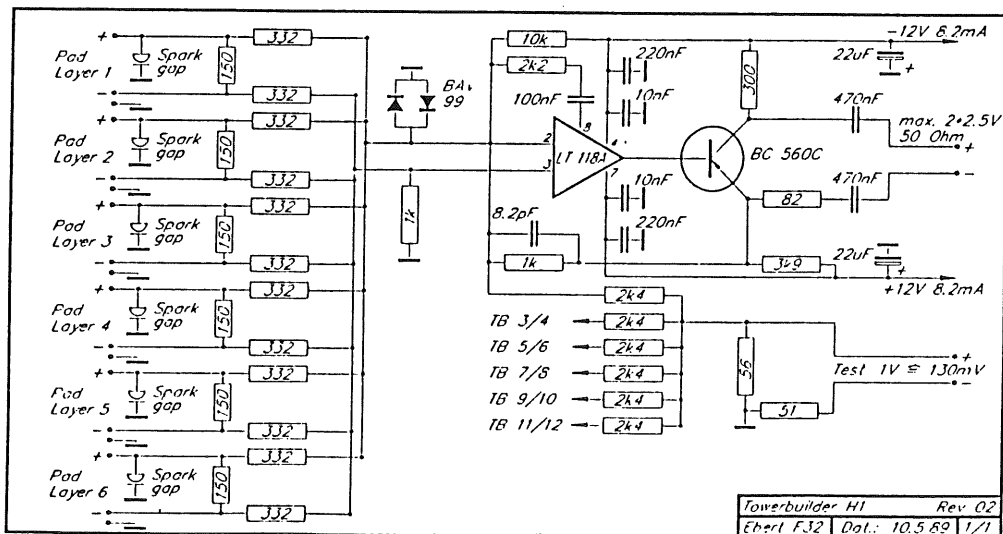 + 332
Pad Layer 1
Spark gap
150
- 332
+ 332
Pad Layer 2
Spark gap
150
- 332
+ 332
Pad Layer 3
Spark gap
150
- 332
+ 332
Pad Layer 4
Spark gap
150
- 332
+ 332
Pad Layer 5
Spark gap
150
- 332
+ 332
Pad Layer 6
Spark gap
150
- 332
99
1k
10k
2k2
100nF
220nF
10nF
2
3
LT 118A
7
10nF
220nF
8.2pF
1k
-12V 8.2mA
22uF
+
300
470nF
max. 2*2.5V
50 Ohm
+
BC 560C
470nF
-
82
22uF
+
3k9
+12V 8.2mA
2k4
TB 3/4 2k4
TB 5/6 2k4
TB 7/8 2k4
TB 9/10 2k4
TB 11/12 2k4
56
+
Test 1V ≙ 130mV
-
51
Towerbuilder H1 Rev 02
Ebert F32 Dat.: 10.5.89 1/1